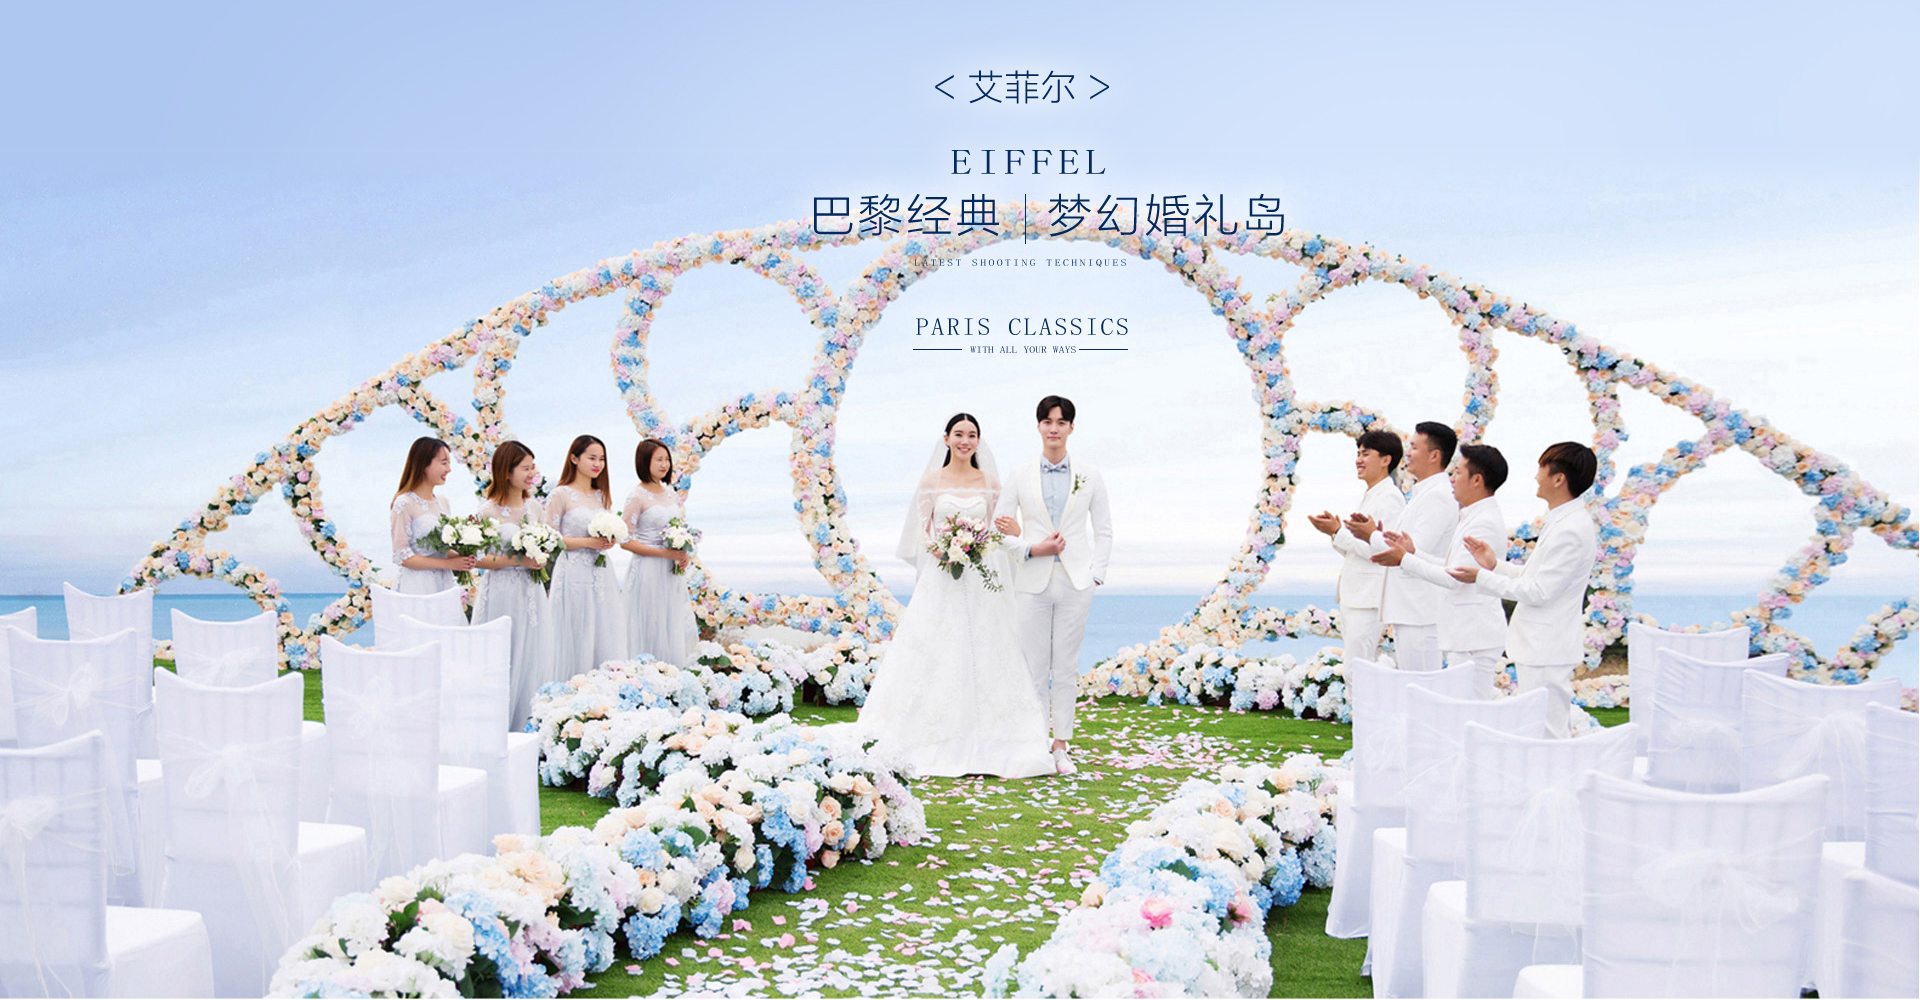 < 艾菲尔 >
EIFFEL
巴黎经典｜梦幻婚礼岛
LATEST SHOOTING TECHNIQUES
PARIS CLASSICS
WITH ALL YOUR WAYS